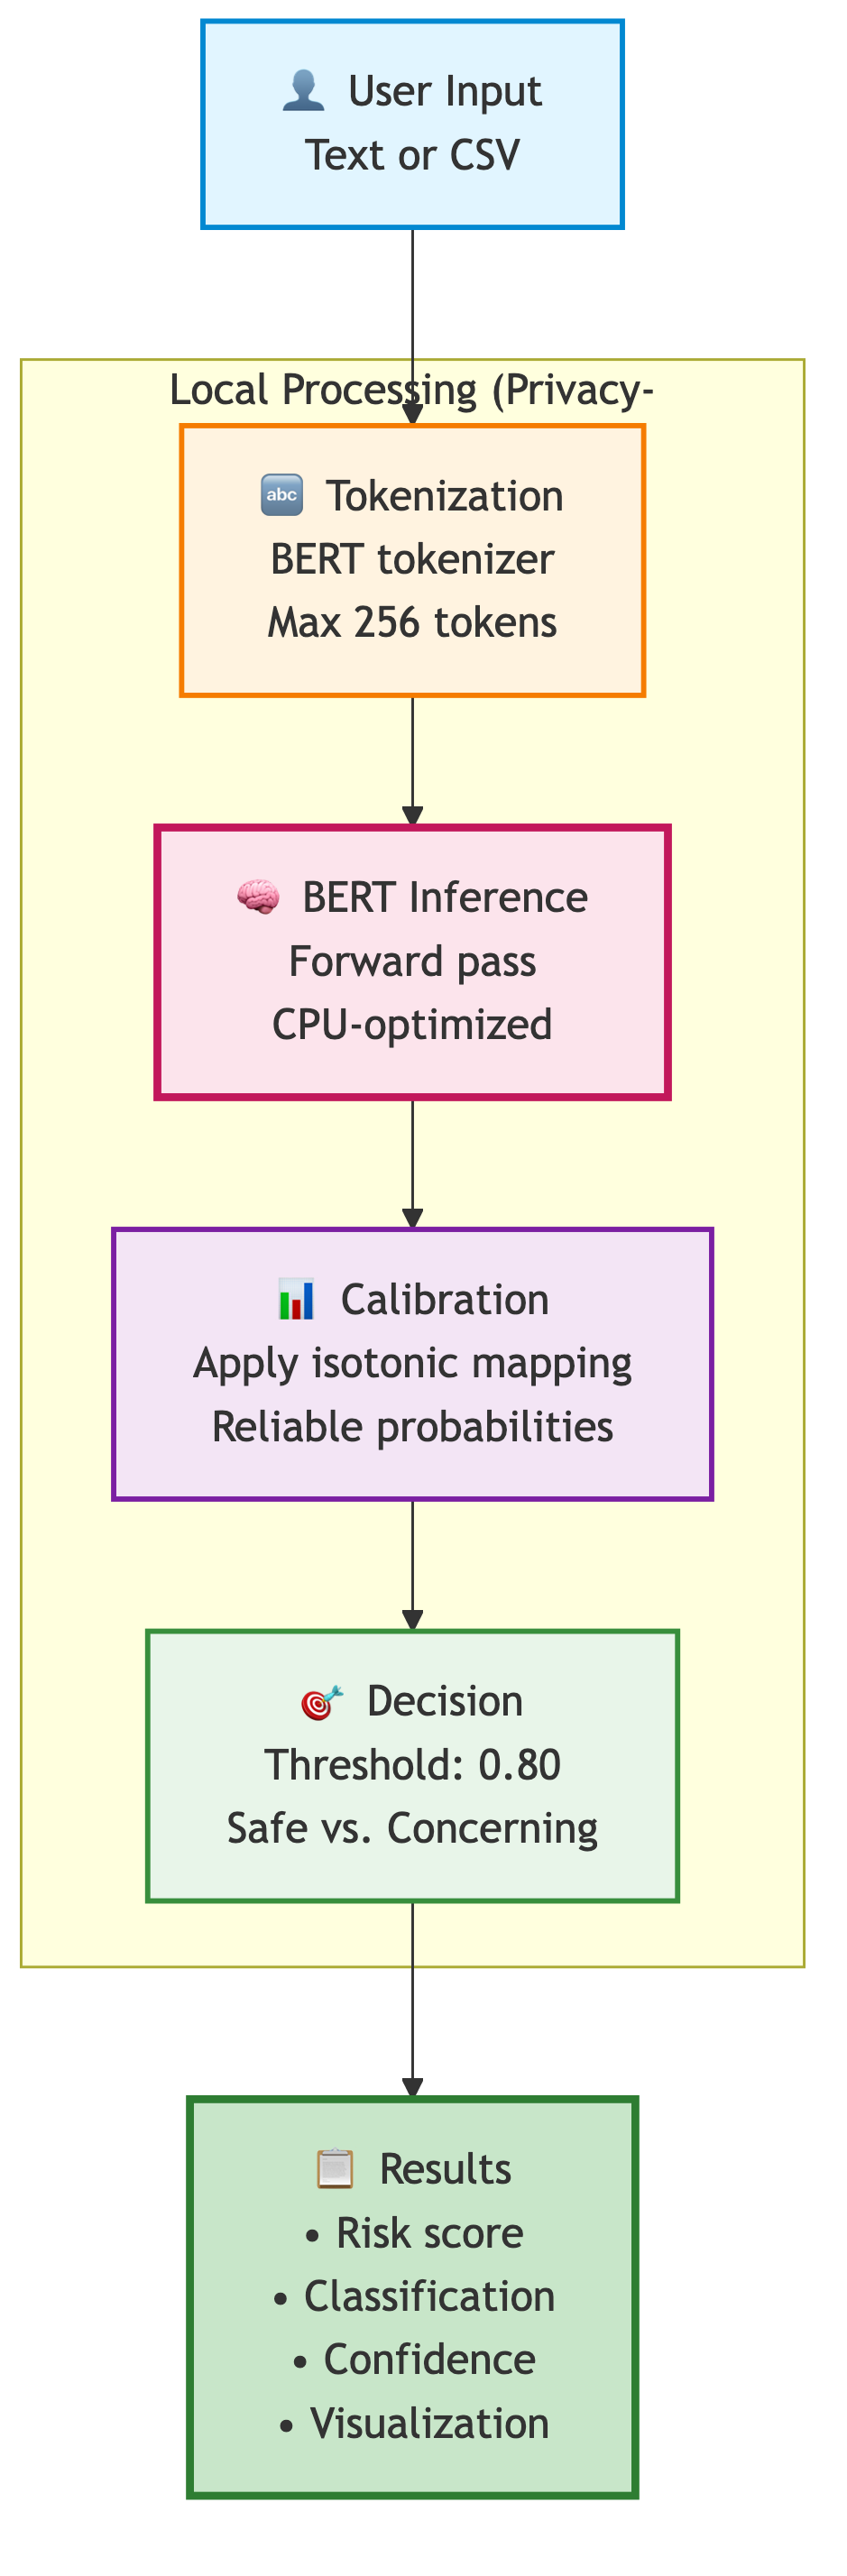 User Input
Text or CSV
Local Processing (Privacy-
abc
Tokenization
BERT tokenizer
Max 256 tokens
BERT Inference
Forward pass
CPU-optimized
Calibration
Apply isotonic mapping
Reliable probabilities
Decision
Threshold: 0.80
Safe vs. Concerning
Results
• Risk score
• Classification
• Confidence
• Visualization